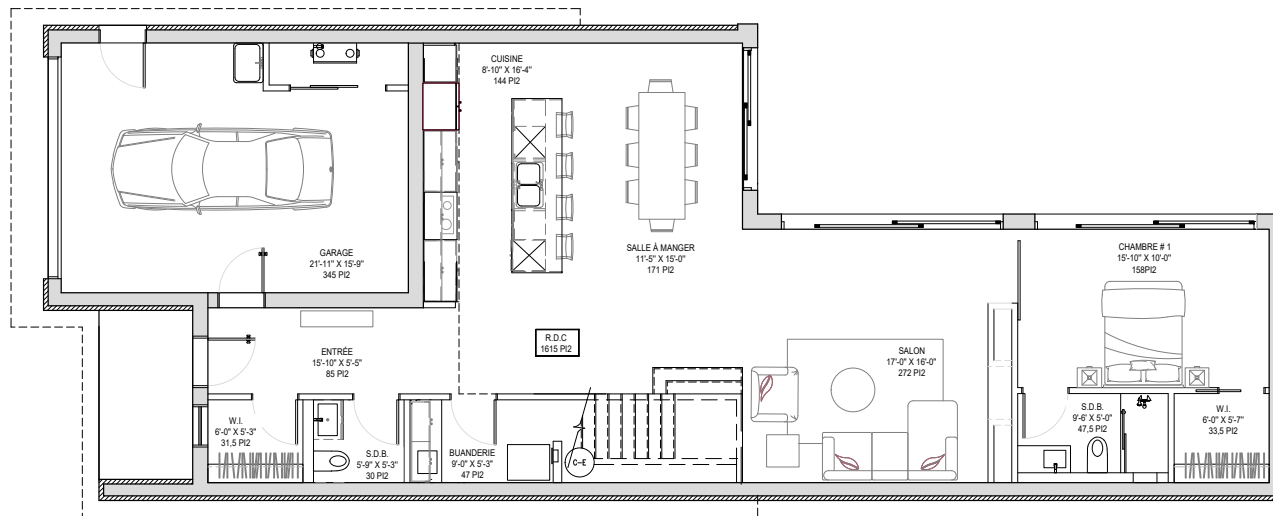 CUISINE
8'-10" X 16'-4"
144 PI2
GARAGE
21'-11" X 15'-9"
345 PI2
SALLE À MANGER
11'-5" X 15'-0"
171 PI2
CHAMBRE # 1
15'-10" X 10'-0"
158PI2
R.D.C
1615 PI2
ENTRÉE
15'-10" X 5'-5"
85 PI2
SALON
17'-0" X 16'-0"
272 PI2
W.I.
6'-0" X 5'-3"
31,5 PI2
S.D.B.
5'-9" X 5'-3"
30 PI2
BUANDERIE
9'-0" X 5'-3"
47 PI2
C-E
S.D.B.
9'-6' X 5'-0"
47,5 PI2
W.I.
6'-0" X 5'-7"
33,5 PI2